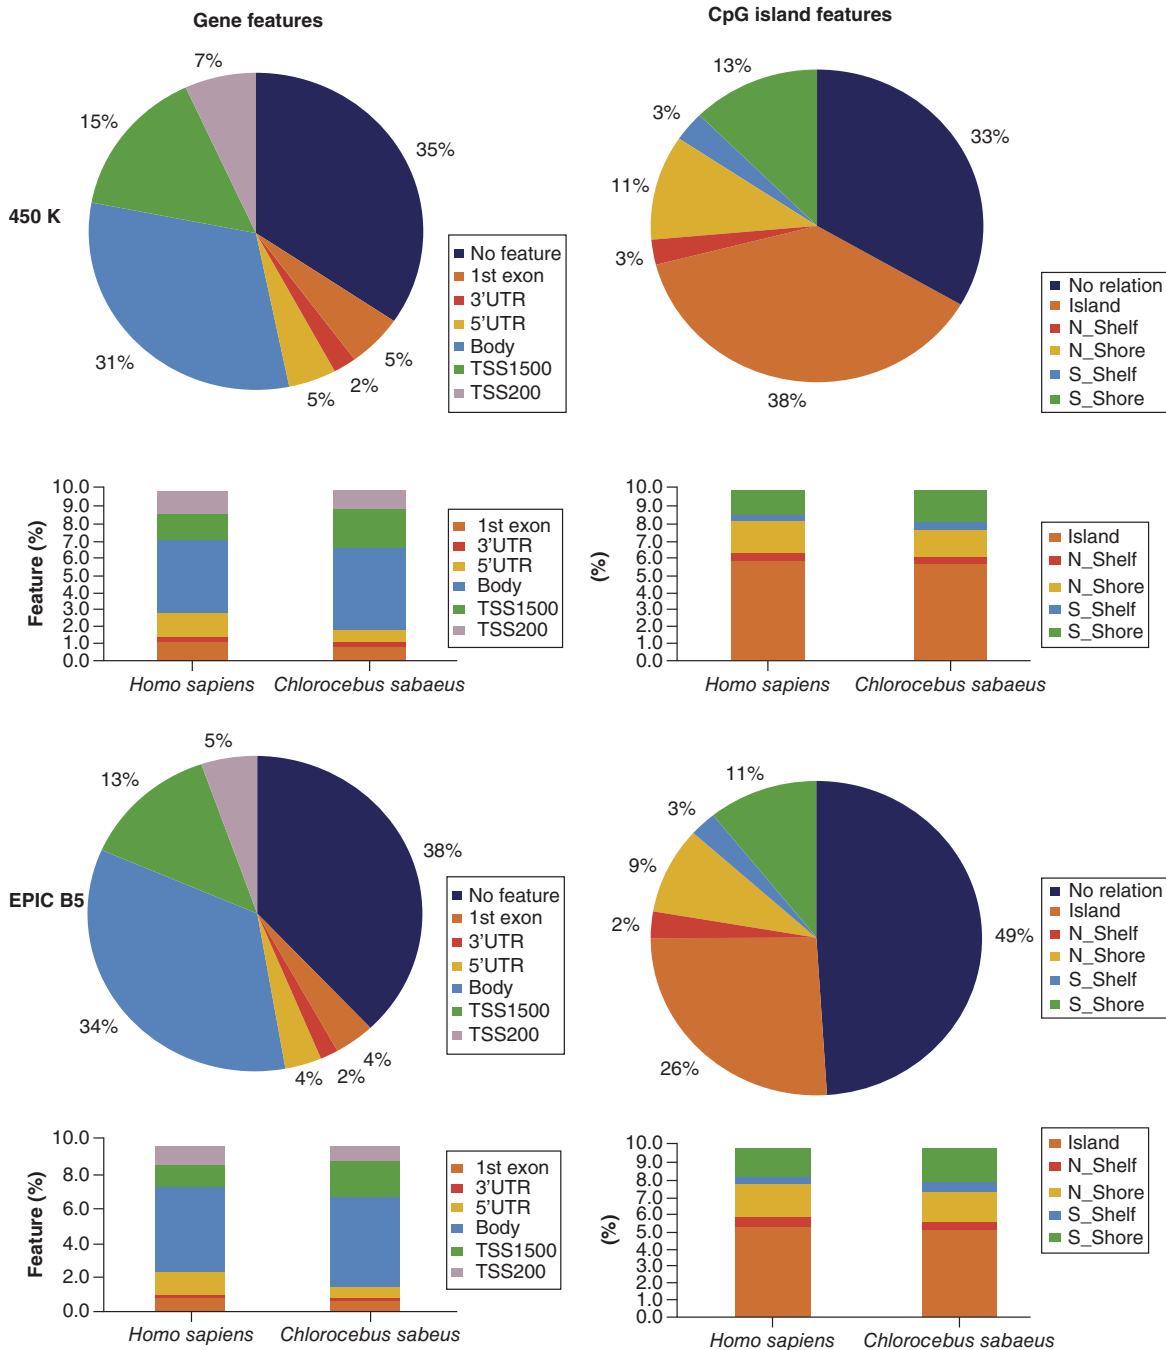 Gene features
CpG island features
450 K
7%
15%
35%
31%
5%
2%
5%
No feature
1st exon
3'UTR
5'UTR
Body
TSS1500
TSS200
13%
3%
33%
11%
3%
38%
No relation
Island
N_Shelf
N_Shore
S_Shelf
S_Shore
Feature (%)
10.0
9.0
8.0
7.0
6.0
5.0
4.0
3.0
2.0
1.0
0.0
Homo sapiens
Chlorocebus sabaeus
1st exon
3'UTR
5'UTR
Body
TSS1500
TSS200
(%)
10.0
9.0
8.0
7.0
6.0
5.0
4.0
3.0
2.0
1.0
0.0
Homo sapiens
Chlorocebus sabaeus
Island
N_Shelf
N_Shore
S_Shelf
S_Shore
EPIC B5
5%
13%
38%
34%
4%
2%
4%
No feature
1st exon
3'UTR
5'UTR
Body
TSS1500
TSS200
11%
3%
9%
2%
49%
26%
No relation
Island
N_Shelf
N_Shore
S_Shelf
S_Shore
Feature (%)
10.0
8.0
6.0
4.0
2.0
0.0
Homo sapiens
Chlorocebus sabeus
1st exon
3'UTR
5'UTR
Body
TSS1500
TSS200
(%)
10.0
9.0
8.0
7.0
6.0
5.0
4.0
3.0
2.0
1.0
0.0
Homo sapiens
Chlorocebus sabaeus
Island
N_Shelf
N_Shore
S_Shelf
S_Shore